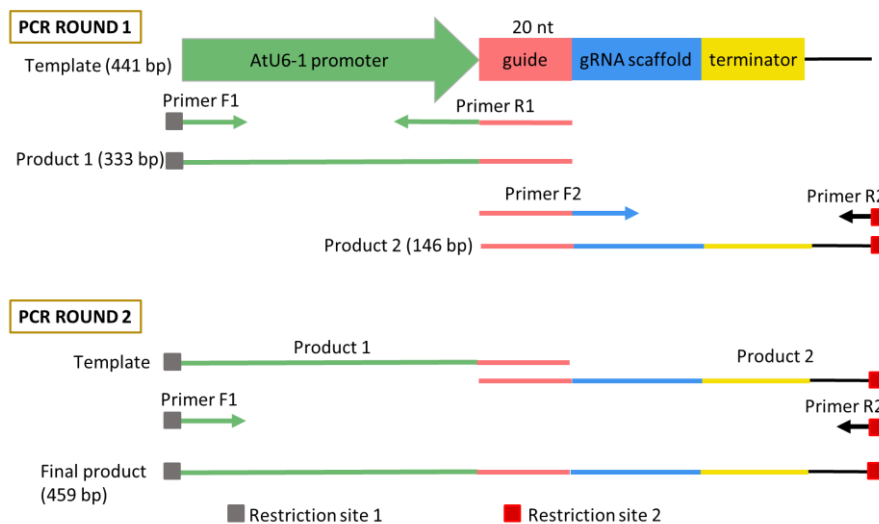 PCR ROUND 1
20 nt
Template (441 bp)
AtU6-1 promoter
guide
gRNA scaffold
terminator
Primer F1
Primer R1
Product 1 (333 bp)
Primer F2
Primer R2
Product 2 (146 bp)
PCR ROUND 2
Template
Product 1
Product 2
Primer F1
Primer R2
Final product
(459 bp)
Restriction site 1
Restriction site 2